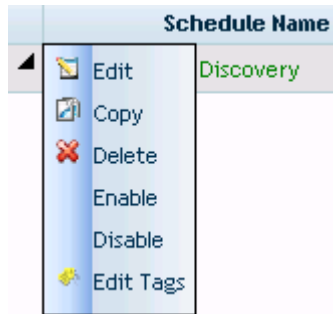 Schedule Name
Edit
Discovery
Copy
Delete
Enable
Disable
Edit Tags